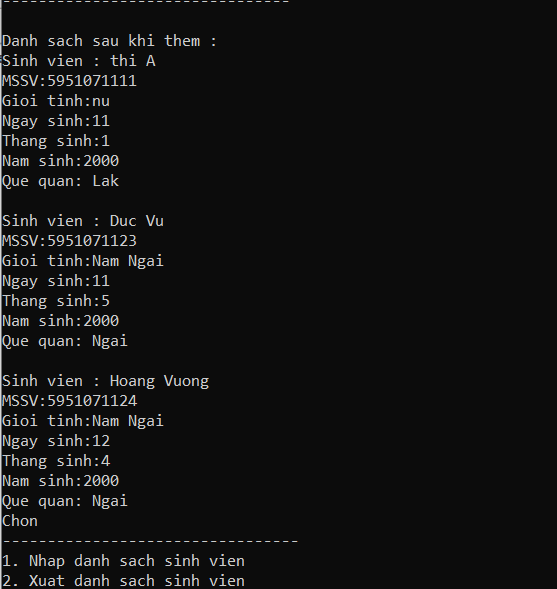 --------------------------------
Danh sach sau khi them :
Sinh vien : thi A
MSSV:5951071111
Gioi tinh:nu
Ngay sinh:11
Thang sinh:1
Nam sinh:2000
Que quan: Lak
Sinh vien : Duc Vu
MSSV:5951071123
Gioi tinh:Nam Ngai
Ngay sinh:11
Thang sinh:5
Nam sinh:2000
Que quan: Ngai
Sinh vien : Hoang Vuong
MSSV:5951071124
Gioi tinh:Nam Ngai
Ngay sinh:12
Thang sinh:4
Nam sinh:2000
Que quan: Ngai
Chon
---------------------------------
1. Nhap danh sach sinh vien
2. Xuat danh sach sinh vien